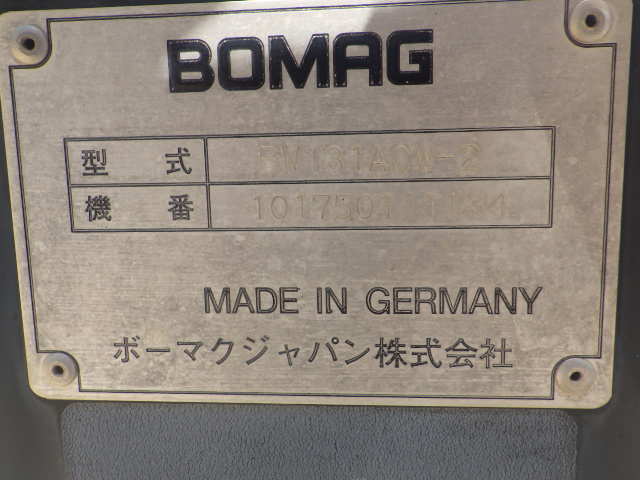 BOMAG
型 式 BW131ACW-2
機 番 101750111134
MADE IN GERMANY
ボーマクジャパン株式会社